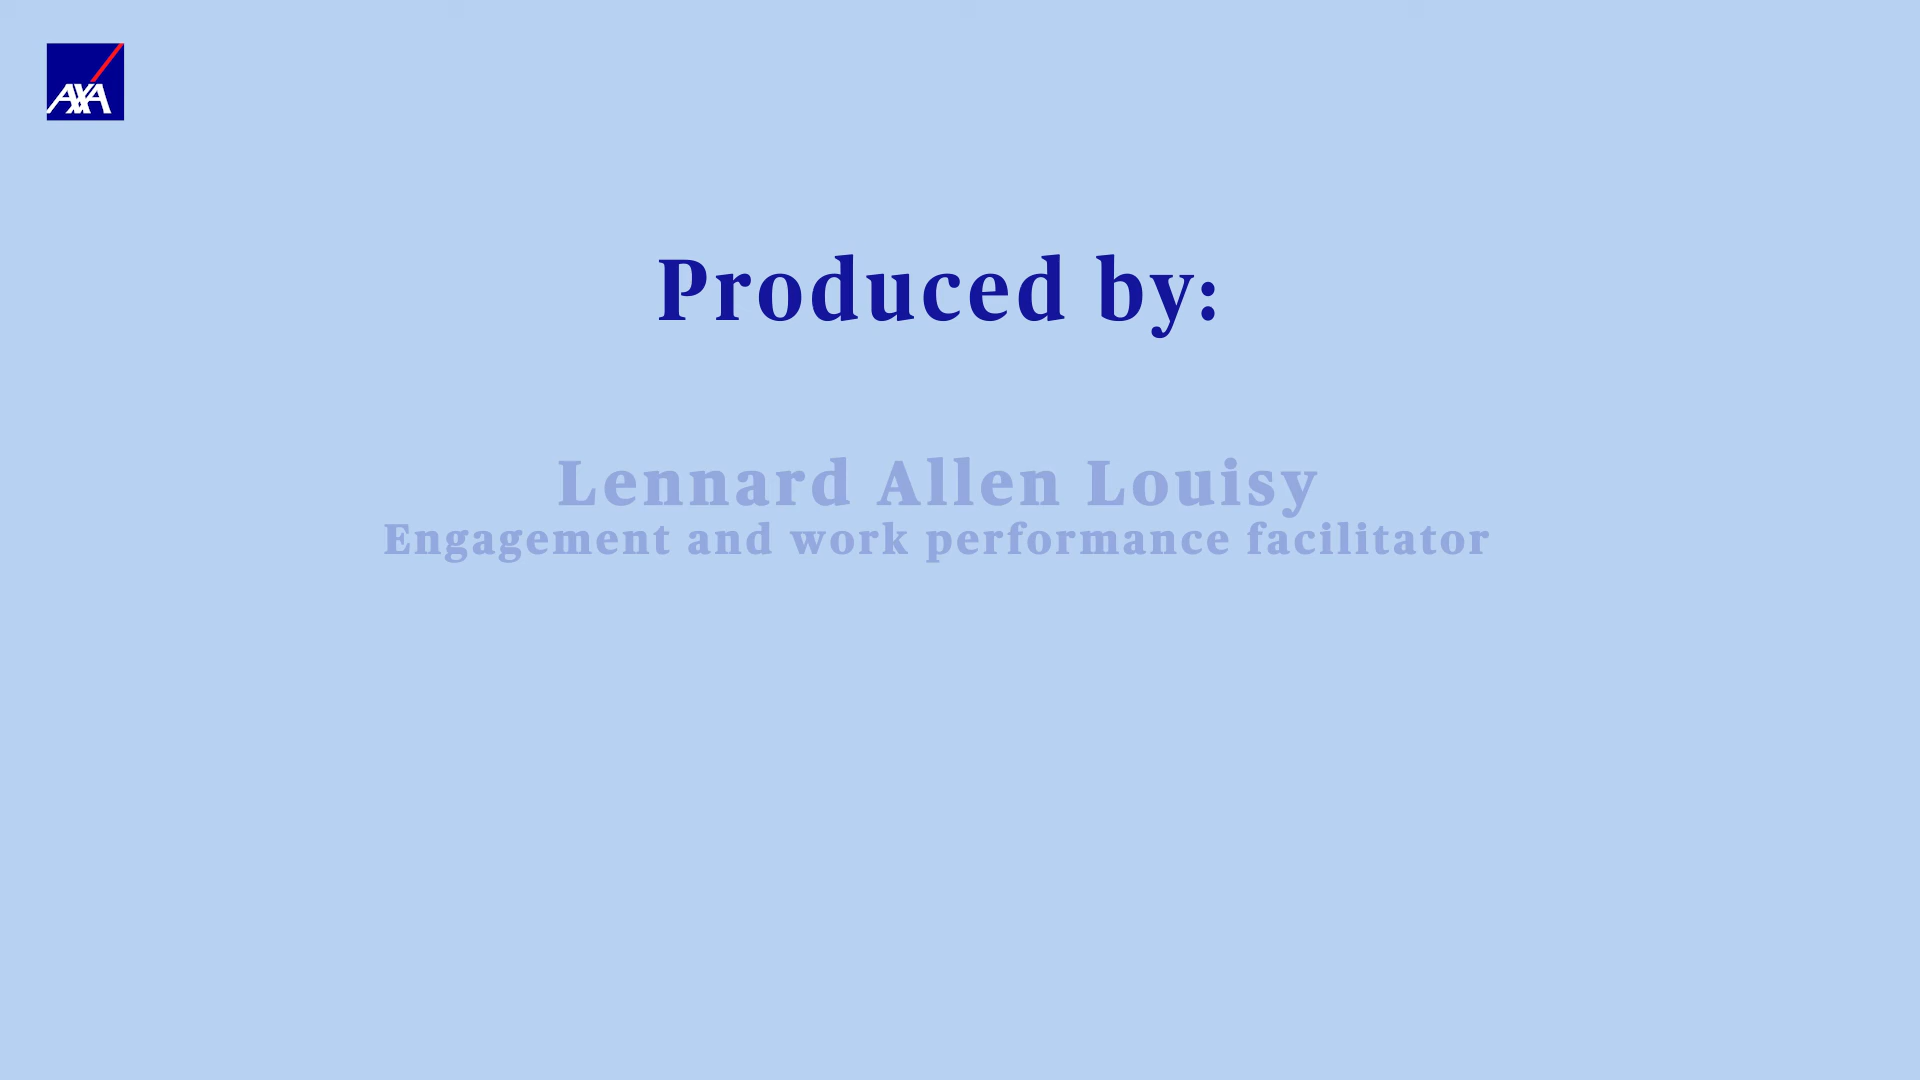 AXA
Produced by:
Lennard Allen Louisy
Engagement and work performance facilitator